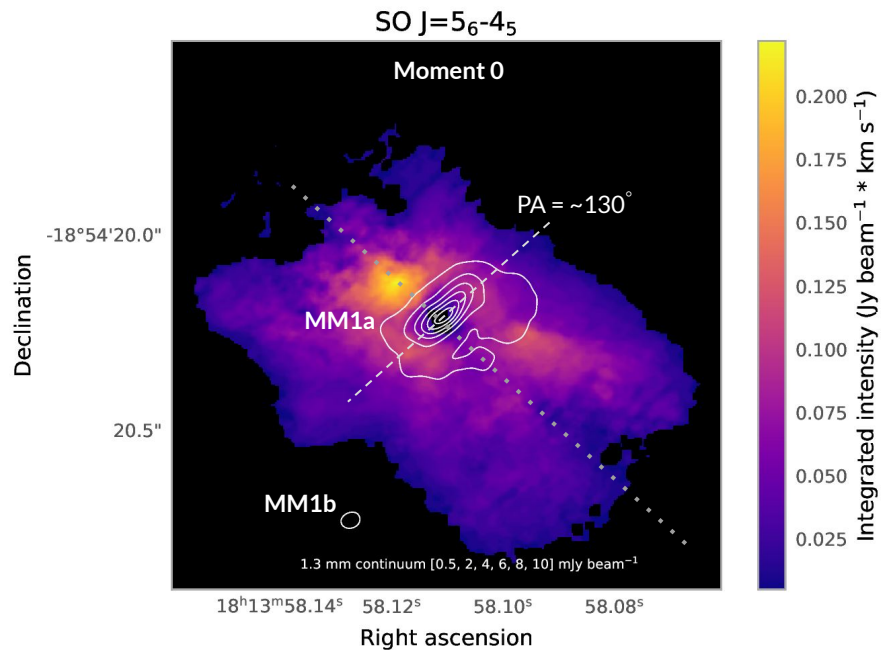 SO J=5₆-4₅
Moment 0
PA = ~130°
MM1a
MM1b
1.3 mm continuum [0.5, 2, 4, 6, 8, 10] mJy beam⁻¹
Declination
-18°54'20.0"
20.5"
18ʰ13ᵐ58.14ˢ 58.12ˢ 58.10ˢ 58.08ˢ
Right ascension
0.200
0.175
0.150
0.125
0.100
0.075
0.050
0.025
Integrated intensity (Jy beam⁻¹ * km s⁻¹)